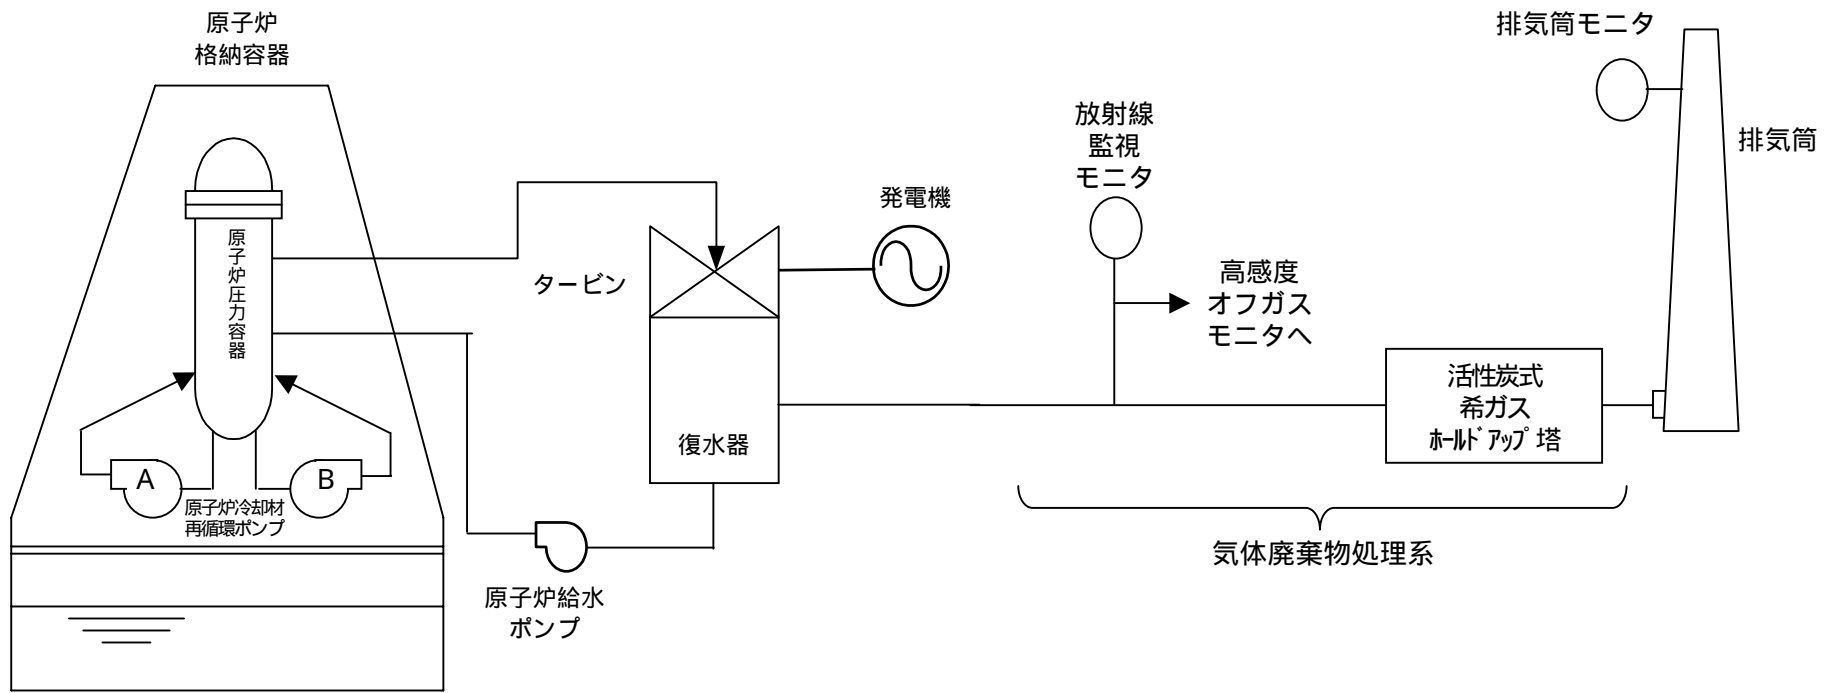 原子炉
格納容器
原子炉圧力容器
A
B
原子炉冷却材
再循環ポンプ
タービン
発電機
復水器
原子炉給水
ポンプ
放射線
監視
モニタ
高感度
オフガス
モニタへ
活性炭式
希ガス
ホールドアップ塔
気体廃棄物処理系
排気筒モニタ
排気筒